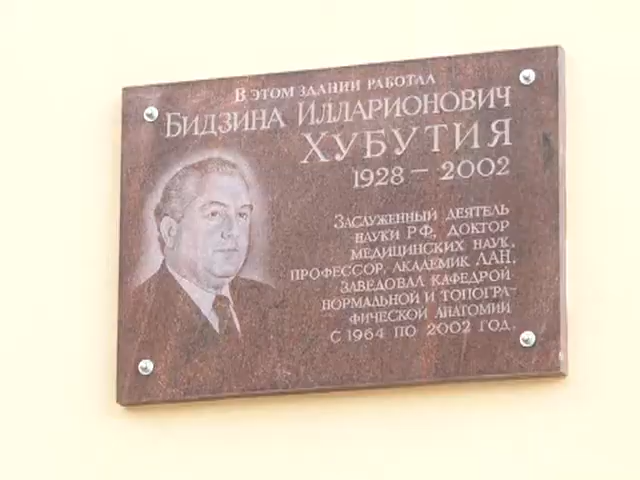 В ЭТОМ ЗДАНИИ РАБОТАЛ
БИДЗИНА ИЛЛАРИОНОВИЧ
ХУБУТИЯ
1928 – 2002
ЗАСЛУЖЕННЫЙ ДЕЯТЕЛЬ
НАУКИ РФ, ДОКТОР
МЕДИЦИНСКИХ НАУК,
ПРОФЕССОР, АКАДЕМИК ЛАН,
ЗАВЕДОВАЛ КАФЕДРОЙ
НОРМАЛЬНОЙ И ТОПОГРА-
ФИЧЕСКОЙ АНАТОМИИ
С 1964 ПО 2002 ГОД.